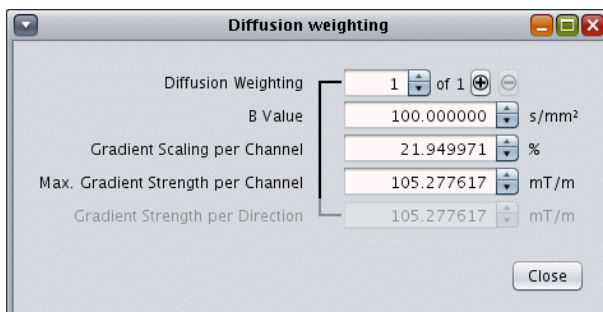 Diffusion weighting
Diffusion Weighting 1 of 1
B Value 100.000000 s/mm²
Gradient Scaling per Channel 21.949971 %
Max. Gradient Strength per Channel 105.277617 mT/m
Gradient Strength per Direction 105.277617 mT/m
Close